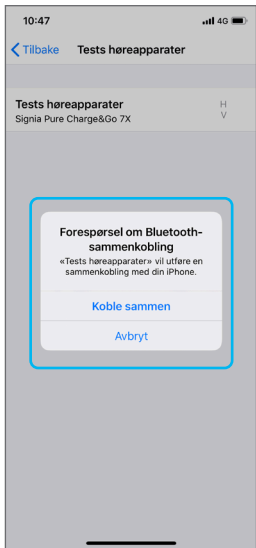 10:47 4G
Tilbake Tests høreapparater
Tests høreapparater H
Signia Pure Charge&Go 7X V
Forespørsel om Bluetooth-
sammenkobling
«Tests høreapparater» vil utføre en
sammenkobling med din iPhone.
Koble sammen
Avbryt